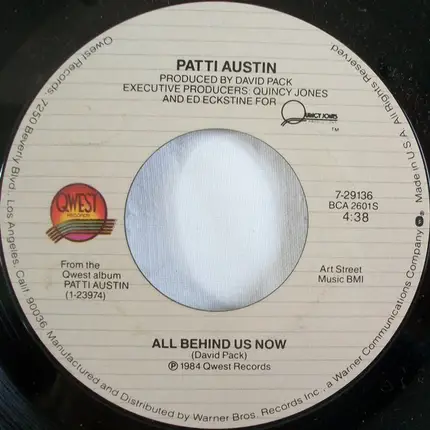 PATTI AUSTIN
PRODUCED BY DAVID PACK
EXECUTIVE PRODUCERS: QUINCY JONES
AND ED ECKSTINE FOR
QUINCY JONES
TM
QWEST
RECORDS
7-29136
BCA 2601S
4:38
From the
Qwest album
PATTI AUSTIN
(1-23974)
Art Street
Music BMI
ALL BEHIND US NOW
(David Pack)
Ⓟ 1984 Qwest Records
Qwest Records, 7250 Beverly Blvd., Los Angeles, Calif. 90036, Manufactured and Distributed by Warner Bros. Records Inc., a Warner Communications Company Made in U.S.A. All Rights Reserved